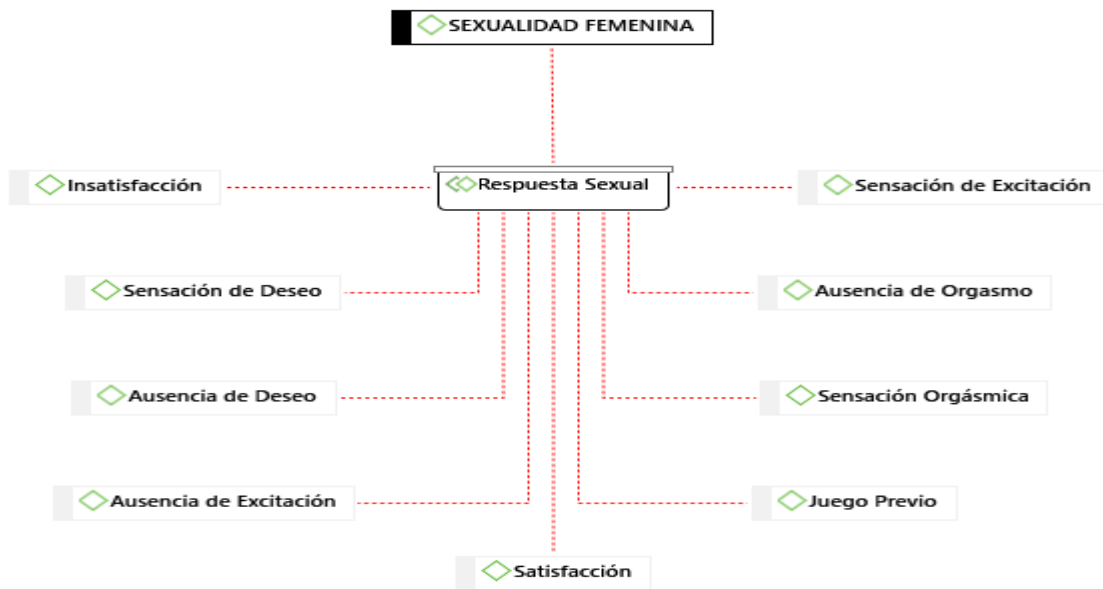 SEXUALIDAD FEMENINA
Insatisfacción
Respuesta Sexual
Sensación de Excitación
Sensación de Deseo
Ausencia de Orgasmo
Ausencia de Deseo
Sensación Orgásmica
Ausencia de Excitación
Juego Previo
Satisfacción